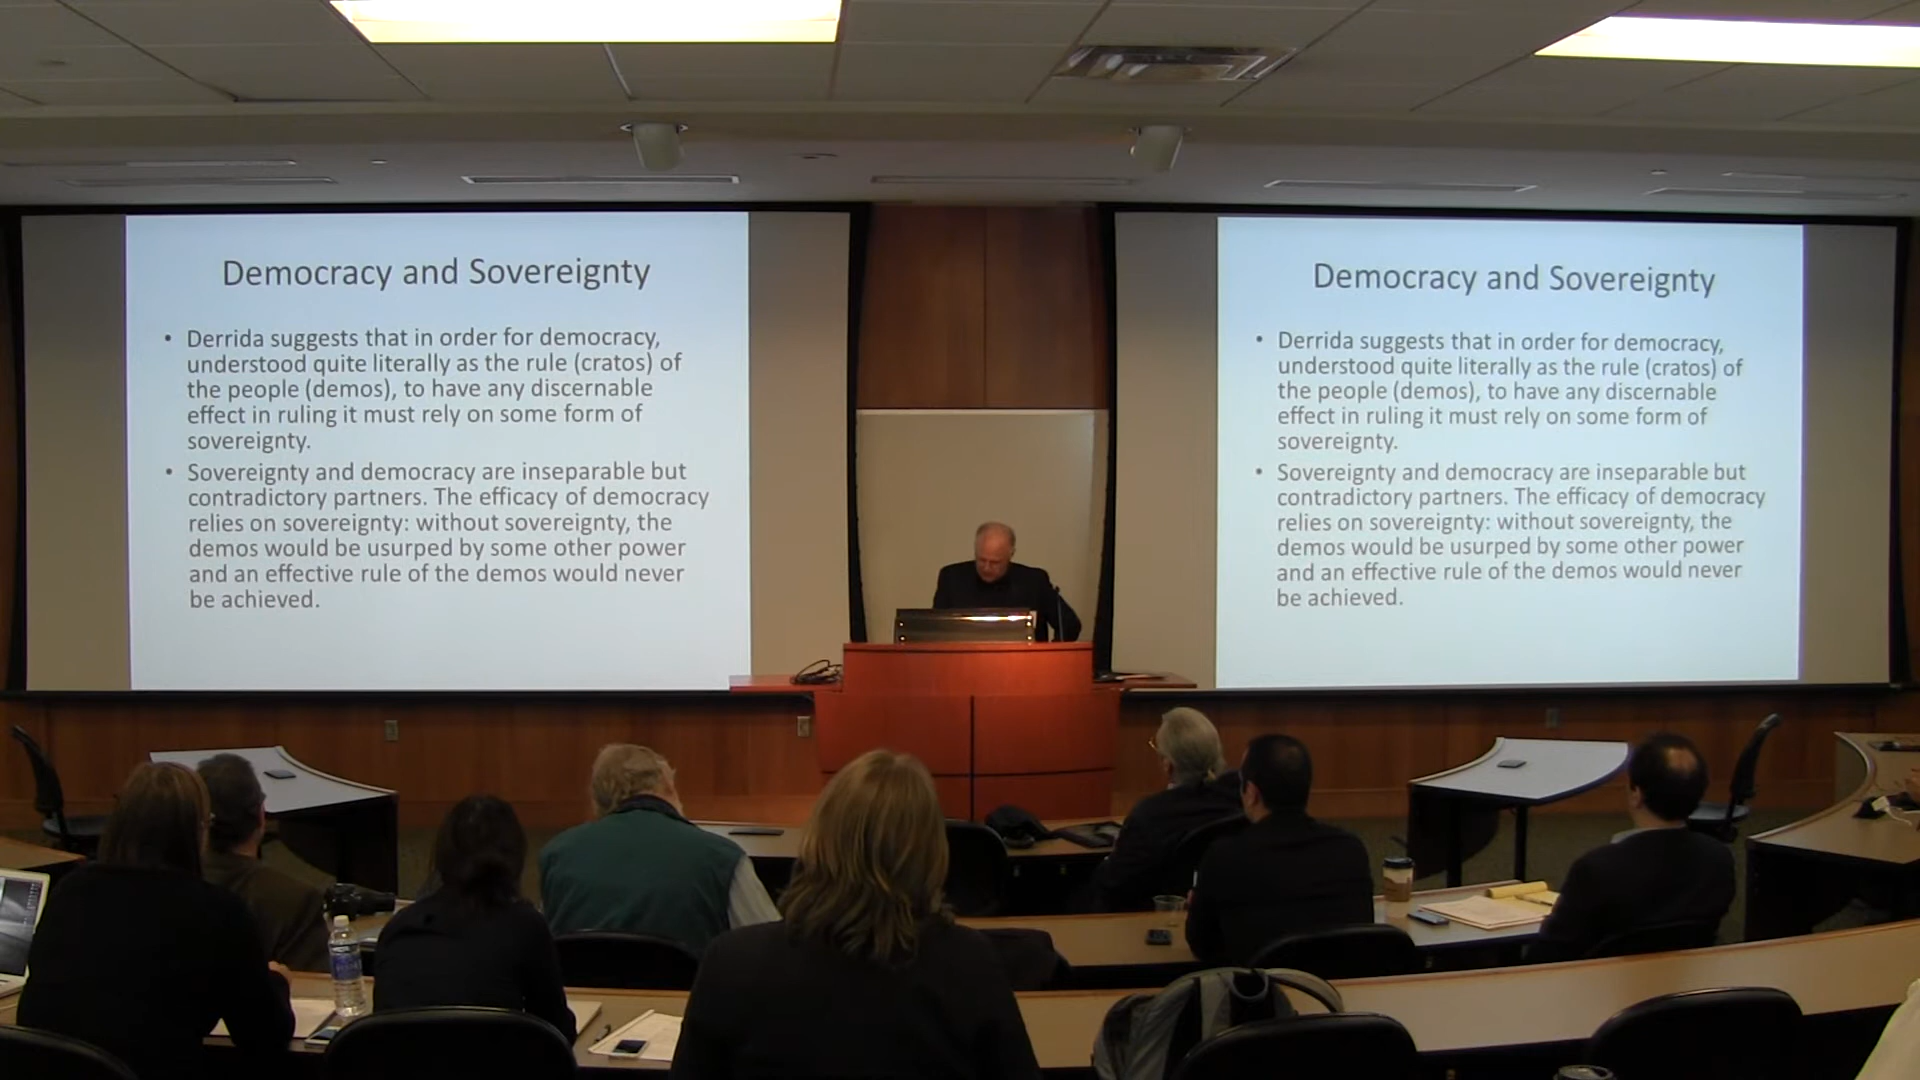 Democracy and Sovereignty
• Derrida suggests that in order for democracy,
understood quite literally as the rule (cratos) of
the people (demos), to have any discernable
effect in ruling it must rely on some form of
sovereignty.
• Sovereignty and democracy are inseparable but
contradictory partners. The efficacy of democracy
relies on sovereignty: without sovereignty, the
demos would be usurped by some other power
and an effective rule of the demos would never
be achieved.
Democracy and Sovereignty
• Derrida suggests that in order for democracy,
understood quite literally as the rule (cratos) of
the people (demos), to have any discernable
effect in ruling it must rely on some form of
sovereignty.
• Sovereignty and democracy are inseparable but
contradictory partners. The efficacy of democracy
relies on sovereignty: without sovereignty, the
demos would be usurped by some other power
and an effective rule of the demos would never
be achieved.